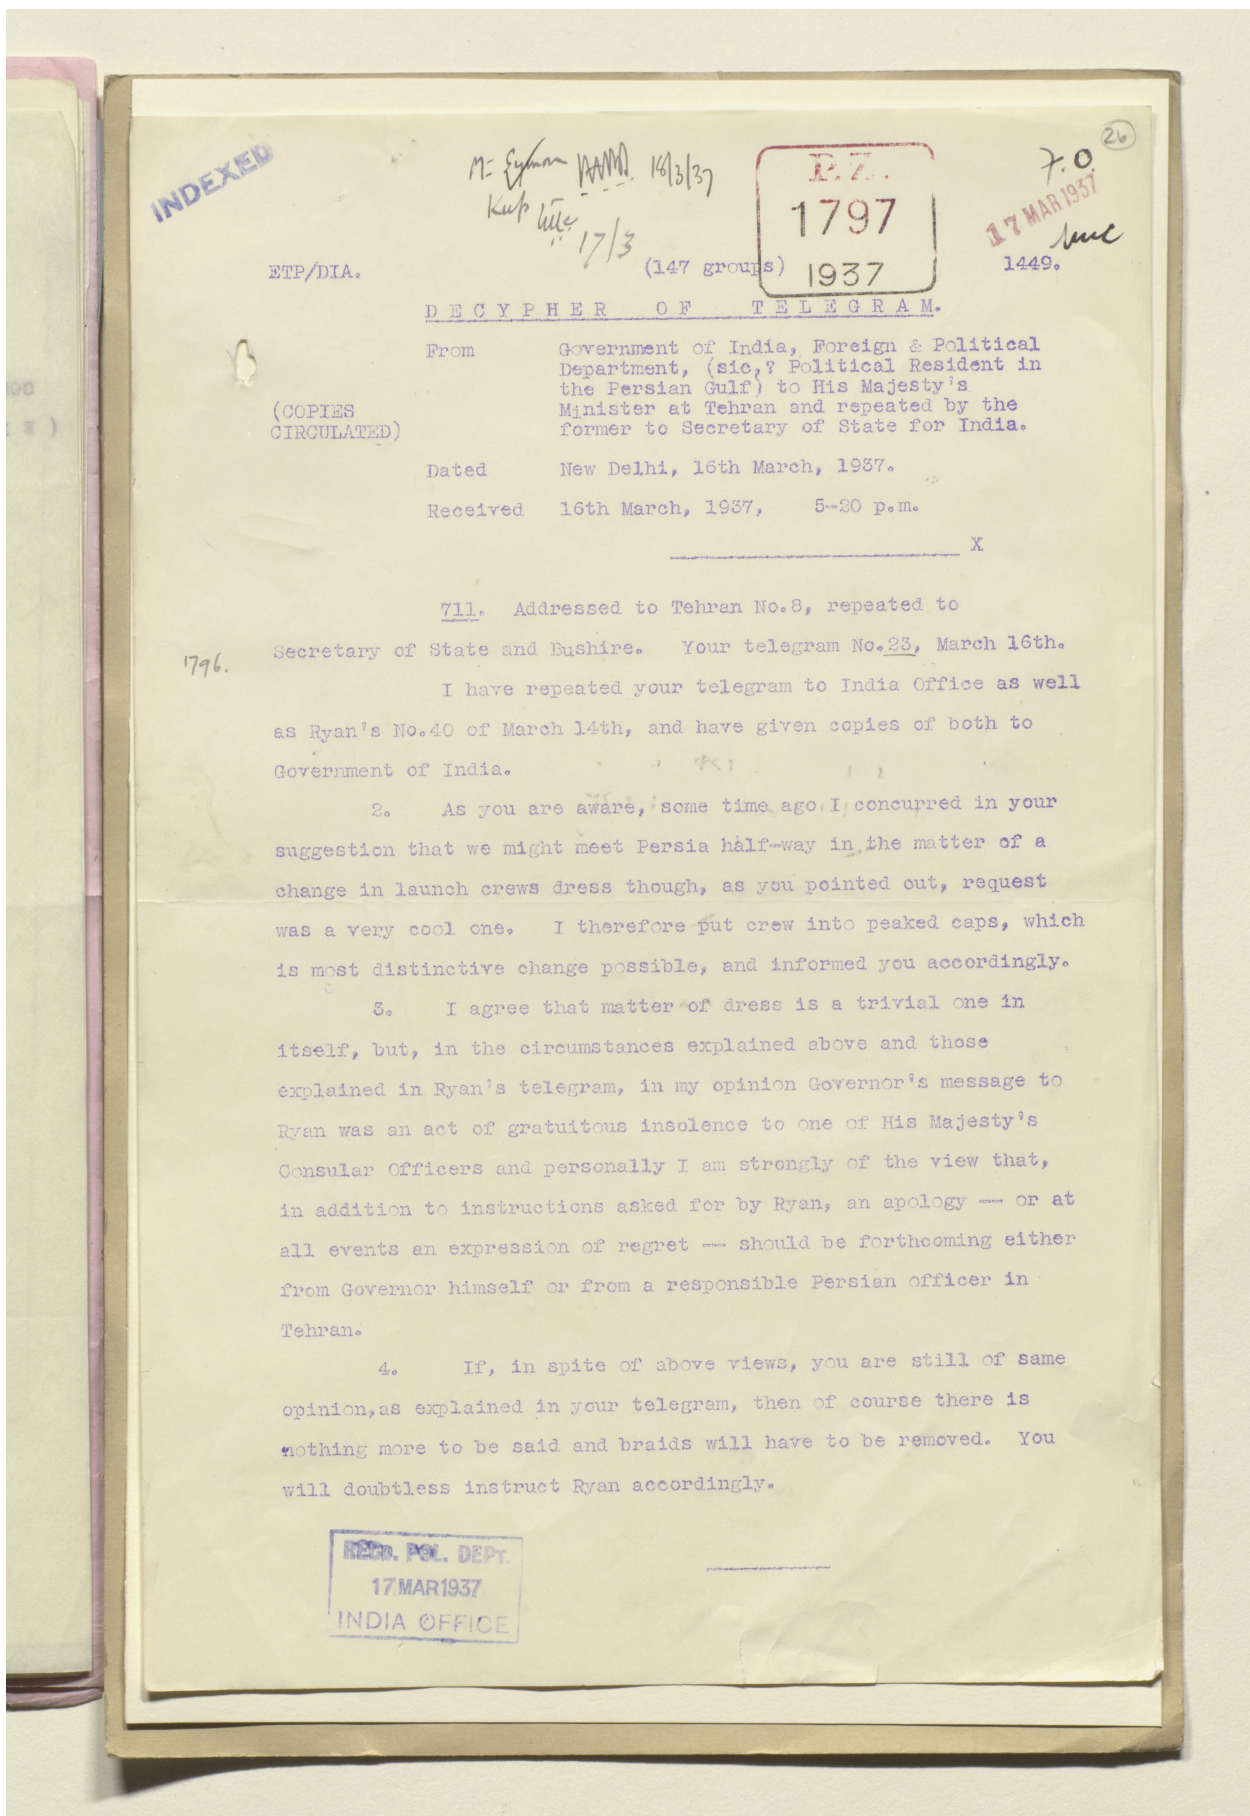 26
INDEXED
18/3/37
P.Z.
1797
1937
F.O.
17 MAR 1937
17/3
ETP/DIA.
(147 groups)
1449.
DECYPHER OF TELEGRAM.
From Government of India, Foreign & Political
Department, (sic,? Political Resident in
the Persian Gulf) to His Majesty's
(COPIES Minister at Tehran and repeated by the
CIRCULATED) former to Secretary of State for India.
Dated New Delhi, 16th March, 1937.
Received 16th March, 1937, 5-20 p.m.
X
711. Addressed to Tehran No.8, repeated to
Secretary of State and Bushire. Your telegram No.23, March 16th.
1796.
I have repeated your telegram to India Office as well
as Ryan's No.40 of March 14th, and have given copies of both to
Government of India.
2. As you are aware, some time ago I concurred in your
suggestion that we might meet Persia half-way in the matter of a
change in launch crews dress though, as you pointed out, request
was a very cool one. I therefore put crew into peaked caps, which
is most distinctive change possible, and informed you accordingly.
3. I agree that matter of dress is a trivial one in
itself, but, in the circumstances explained above and those
explained in Ryan's telegram, in my opinion Governor's message to
Ryan was an act of gratuitous insolence to one of His Majesty's
Consular Officers and personally I am strongly of the view that,
in addition to instructions asked for by Ryan, an apology — or at
all events an expression of regret — should be forthcoming either
from Governor himself or from a responsible Persian officer in
Tehran.
4. If, in spite of above views, you are still of same
opinion,as explained in your telegram, then of course there is
nothing more to be said and braids will have to be removed. You
will doubtless instruct Ryan accordingly.
RECD. POL. DEPT.
17 MAR 1937
INDIA OFFICE